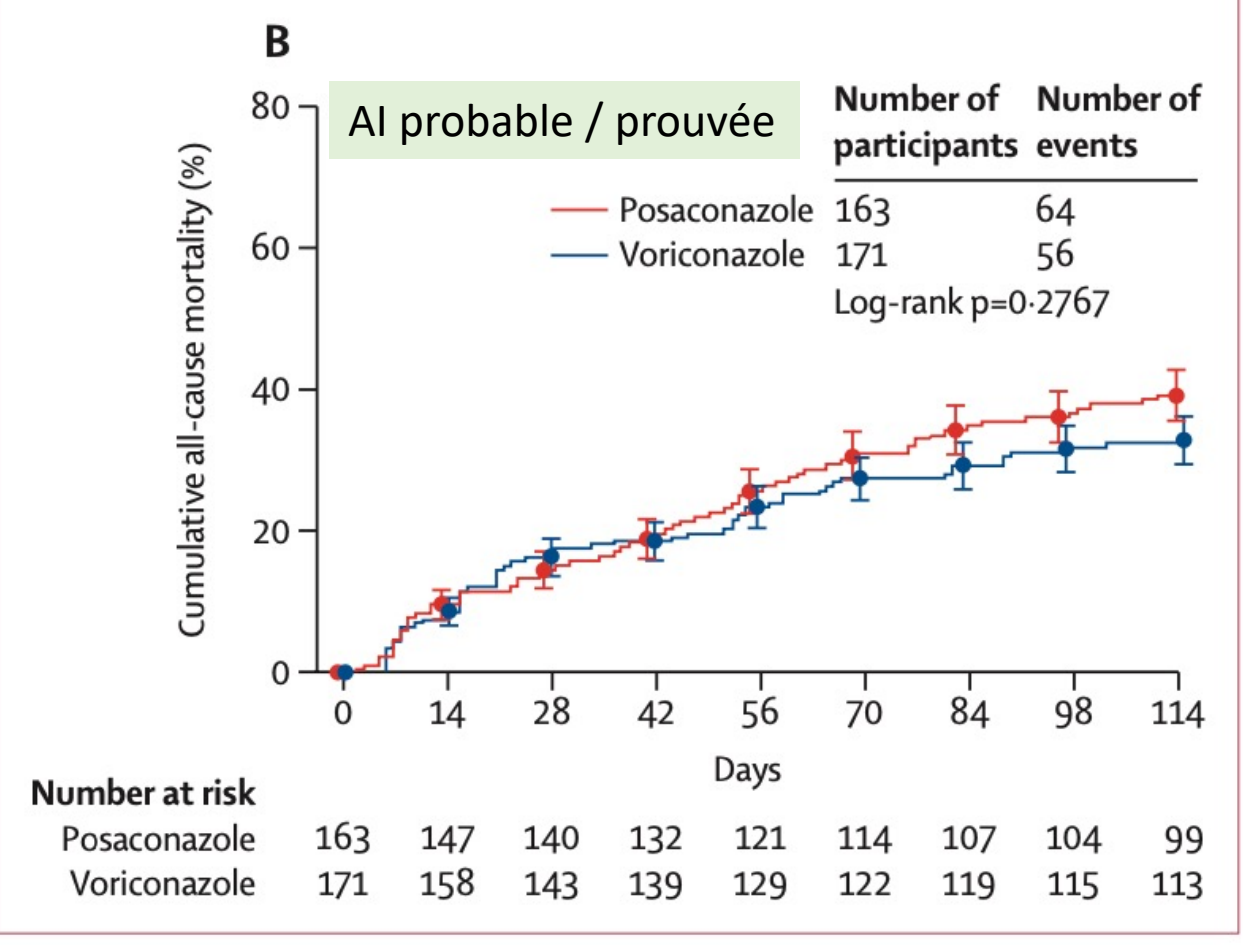 B
AI probable / prouvée
Number of participants Number of events
Posaconazole 163 64
Voriconazole 171 56
Log-rank p=0·2767
Cumulative all-cause mortality (%)
80
60
40
20
0
0 14 28 42 56 70 84 98 114
Days
Number at risk
Posaconazole 163 147 140 132 121 114 107 104 99
Voriconazole 171 158 143 139 129 122 119 115 113